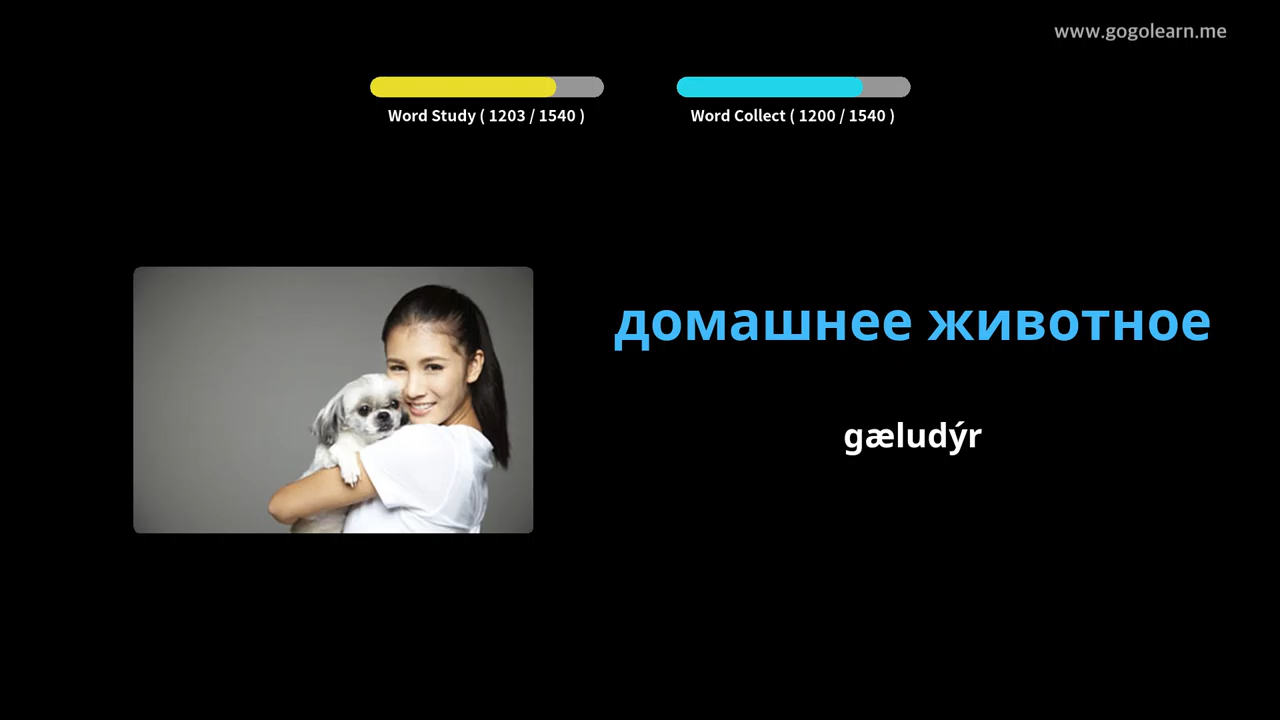 www.gogolearn.me
Word Study ( 1203 / 1540 )
Word Collect ( 1200 / 1540 )
домашнее животное
gæludýr